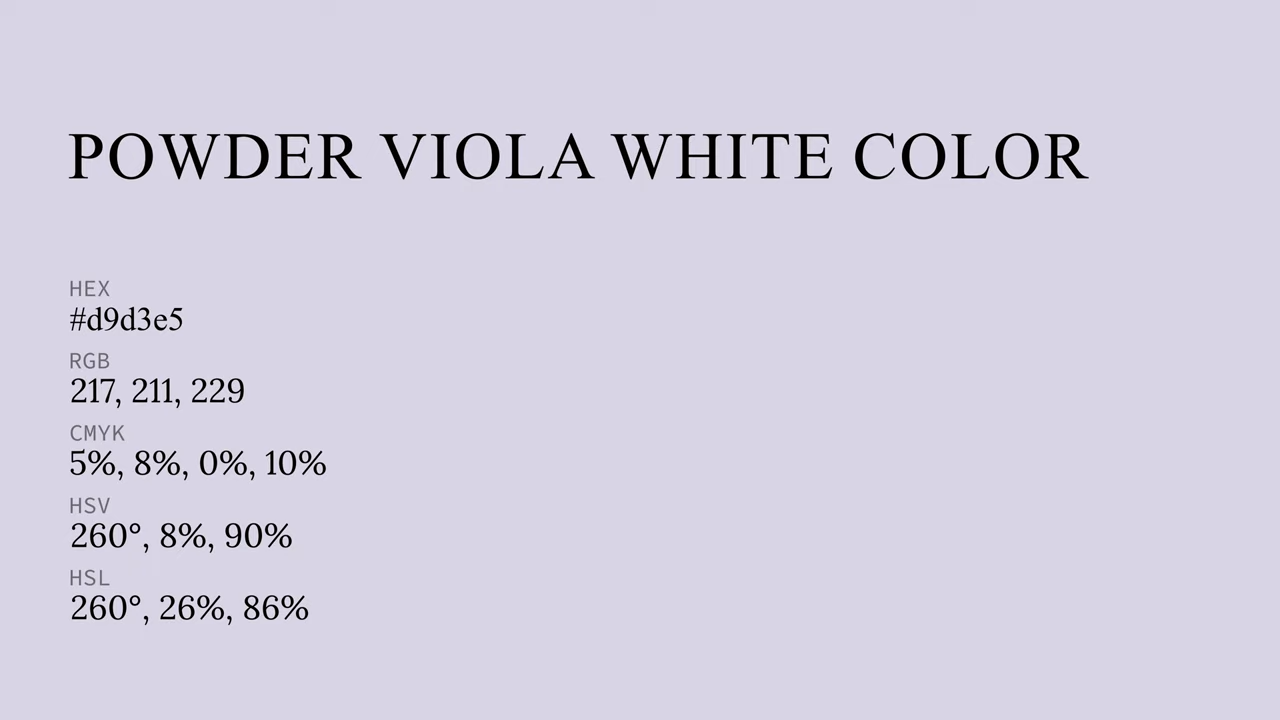 POWDER VIOLA WHITE COLOR
HEX
#d9d3e5
RGB
217, 211, 229
CMYK
5%, 8%, 0%, 10%
HSV
260°, 8%, 90%
HSL
260°, 26%, 86%